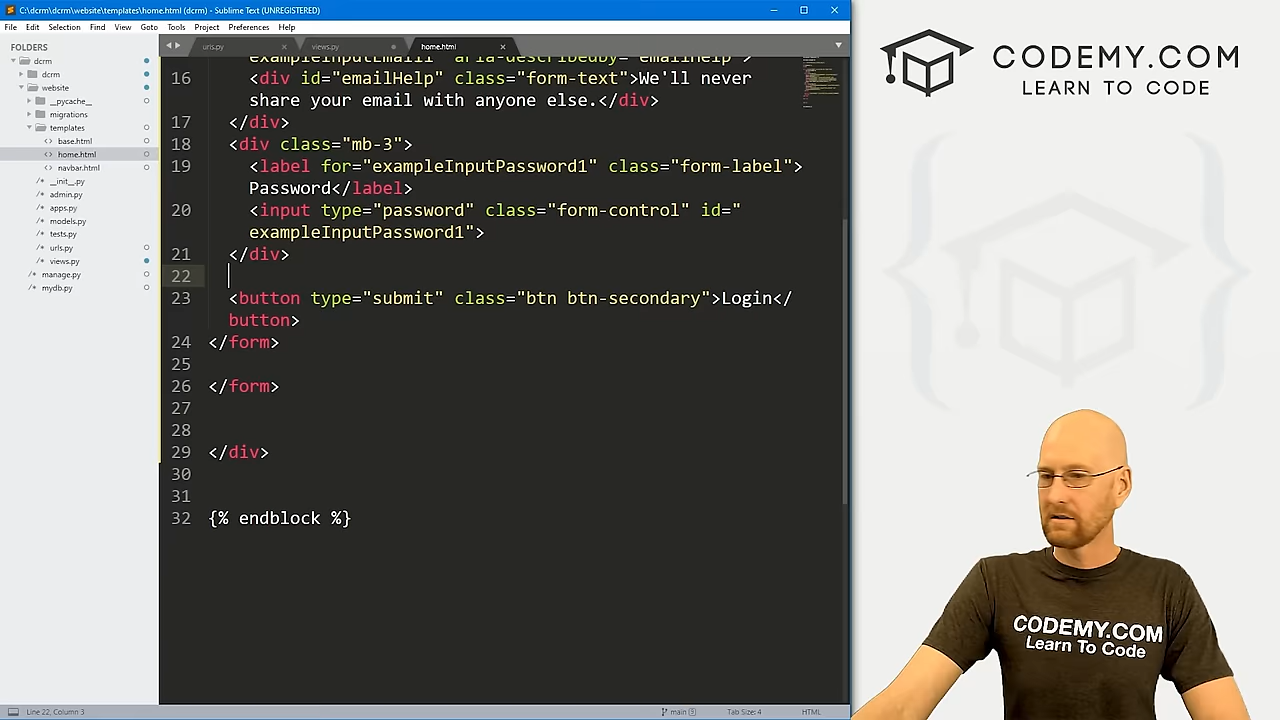 C:\dcrm\dcrm\website\templates\home.html (dcrm) - Sublime Text (UNREGISTERED)
File Edit Selection Find View Goto Tools Project Preferences Help
FOLDERS
dcrm
dcrm
website
__pycache__
migrations
templates
base.html
home.html
navbar.html
__init__.py
admin.py
apps.py
models.py
tests.py
urls.py
views.py
manage.py
mydb.py
urls.py views.py home.html
exampleInputEmail1" aria-describedby="emailHelp">
16 <div id="emailHelp" class="form-text">We'll never
share your email with anyone else.</div>
17 </div>
18 <div class="mb-3">
19 <label for="exampleInputPassword1" class="form-label">
Password</label>
20 <input type="password" class="form-control" id="
exampleInputPassword1">
21 </div>
22
23 <button type="submit" class="btn btn-secondary">Login</
button>
24 </form>
25
26 </form>
27
28
29 </div>
30
31
32 {% endblock %}
Line 22, Column 3
main
Tab Size: 4
HTML
CODEMY.COM
LEARN TO CODE
CODEMY.COM
Learn To Code